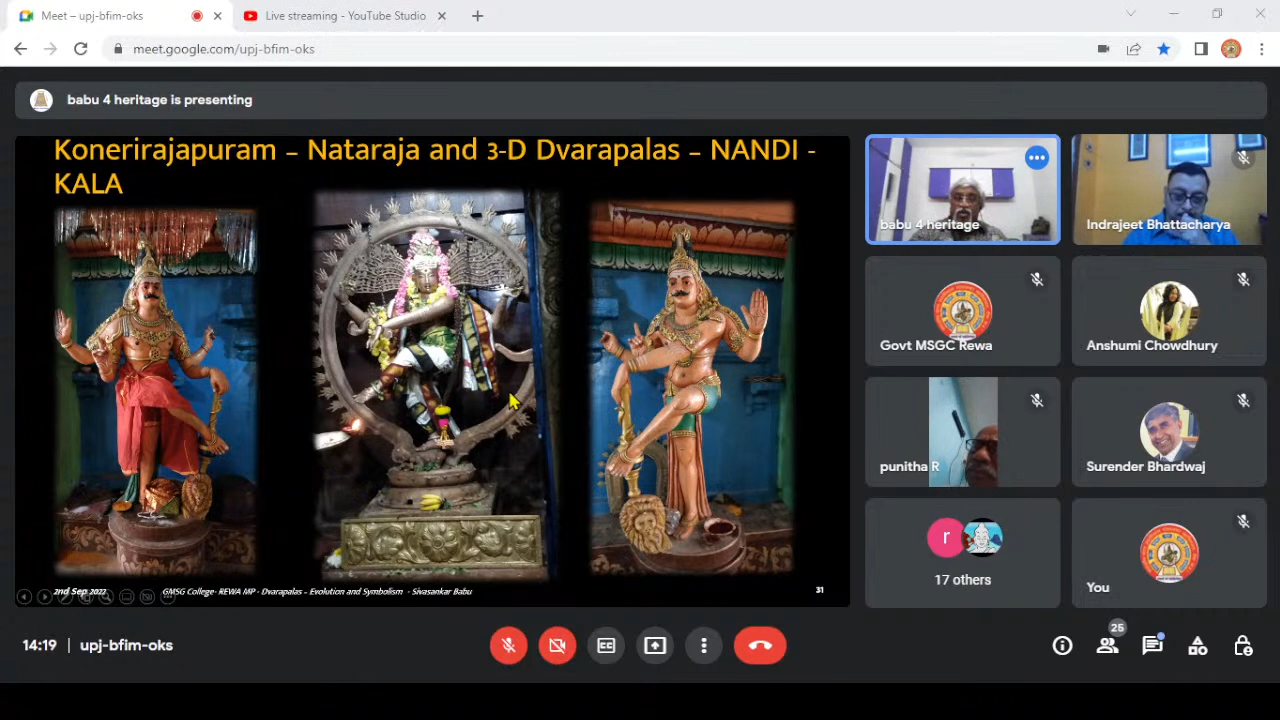 Meet – upj-bfim-oks
Live streaming - YouTube Studio
meet.google.com/upj-bfim-oks
babu 4 heritage is presenting
Konerirajapuram – Nataraja and 3-D Dvarapalas – NANDI -
KALA
2nd Sep 2022
GMSG College- REWA MP - Dvarapalas – Evolution and Symbolism - Sivasankar Babu
31
babu 4 heritage
Indrajeet Bhattacharya
Govt MSGC Rewa
Anshumi Chowdhury
punitha R
Surender Bhardwaj
r
17 others
You
14:19 | upj-bfim-oks
CC
25